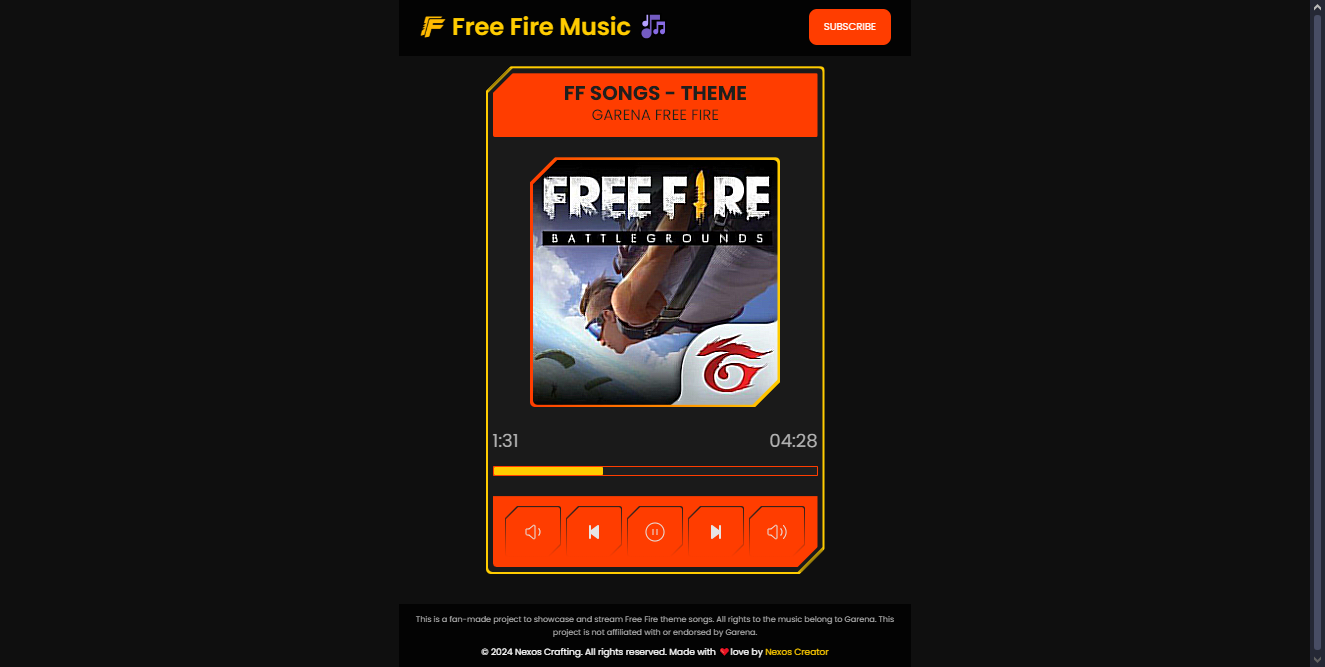 Free Fire Music
SUBSCRIBE
FF SONGS - THEME
GARENA FREE FIRE
FREE FIRE
BATTLEGROUNDS
1:31
04:28
This is a fan-made project to showcase and stream Free Fire theme songs. All rights to the music belong to Garena. This
project is not affiliated with or endorsed by Garena.
© 2024 Nexos Crafting. All rights reserved. Made with ❤️love by Nexos Creator